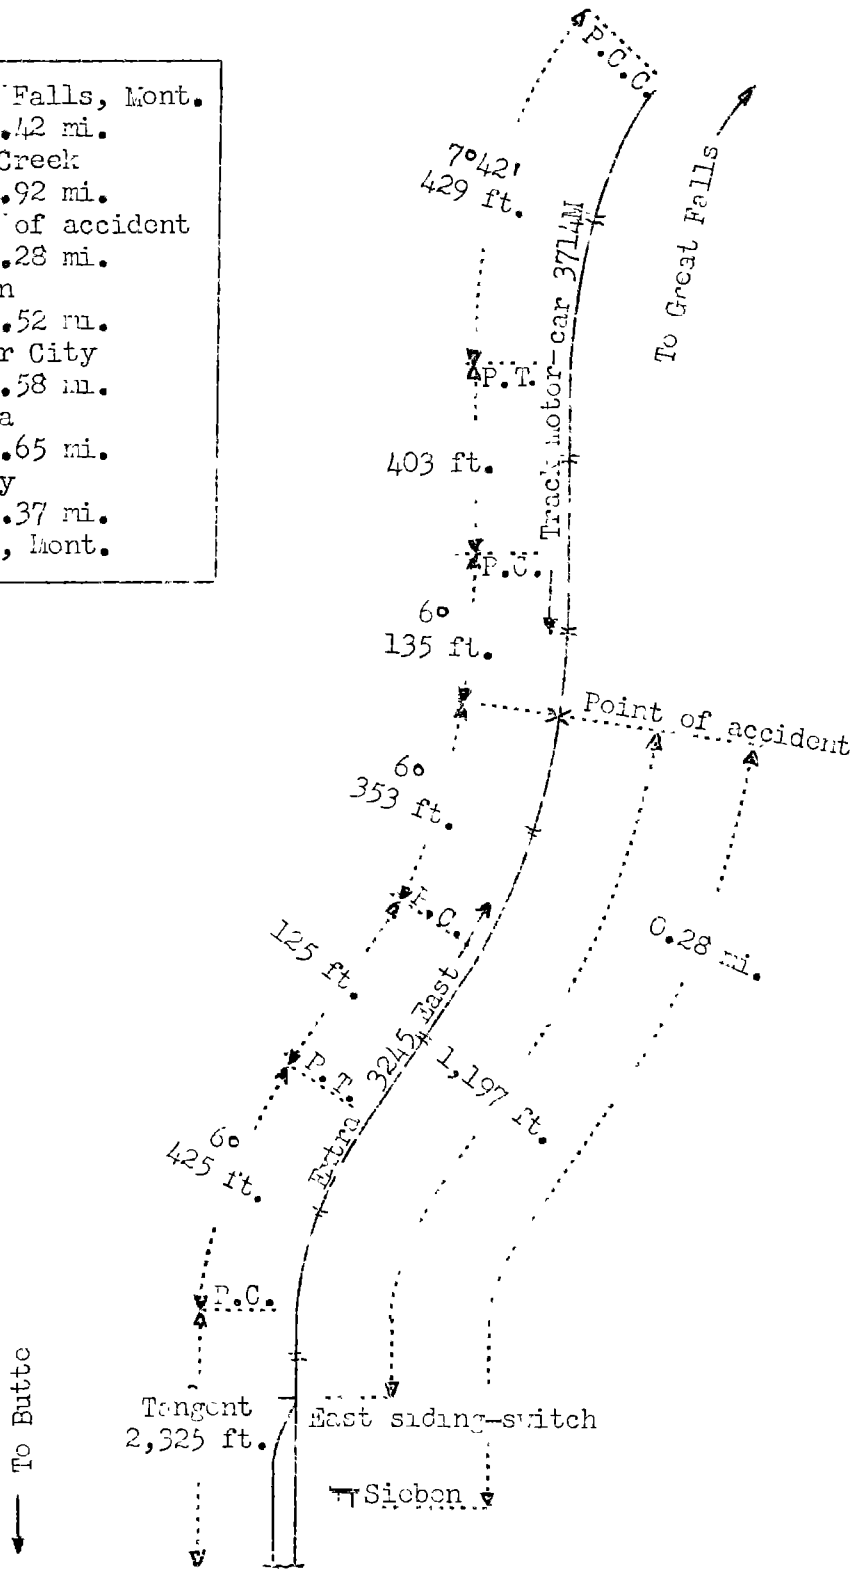 Falls, Mont.
.42 mi.
Creek
.92 mi.
of accident
.28 mi.
n
.52 mi.
r City
.58 mi.
a
.65 mi.
y
.37 mi.
, Mont.
P.C.C.
7°42'
429 ft.
To Great Falls
Track motor-car 3714M
P.T.
403 ft.
P.C.
6°
135 ft.
Point of accident
6°
353 ft.
P.C.
125 ft.
0.28 mi.
Extra 3245 East
P.T.
1,197 ft.
6°
425 ft.
P.C.
To Butte
Tangent
2,325 ft.
East siding-switch
Sieben